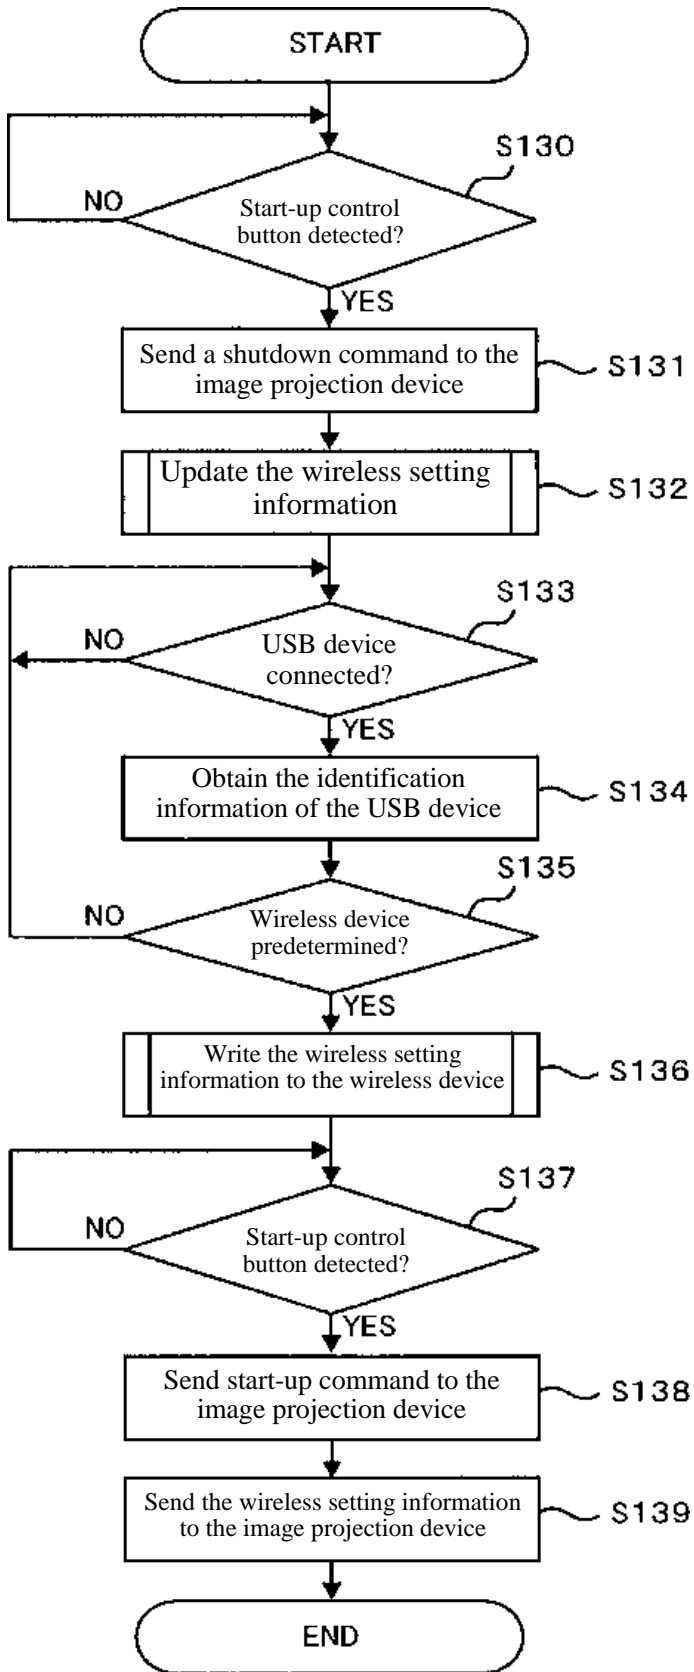 START
S130
NO
Start-up control
button detected?
YES
Send a shutdown command to the
image projection device
S131
Update the wireless setting
information
S132
S133
NO
USB device
connected?
YES
Obtain the identification
information of the USB device
S134
S135
NO
Wireless device
predetermined?
YES
Write the wireless setting
information to the wireless device
S136
S137
NO
Start-up control
button detected?
YES
Send start-up command to the
image projection device
S138
Send the wireless setting information
to the image projection device
S139
END